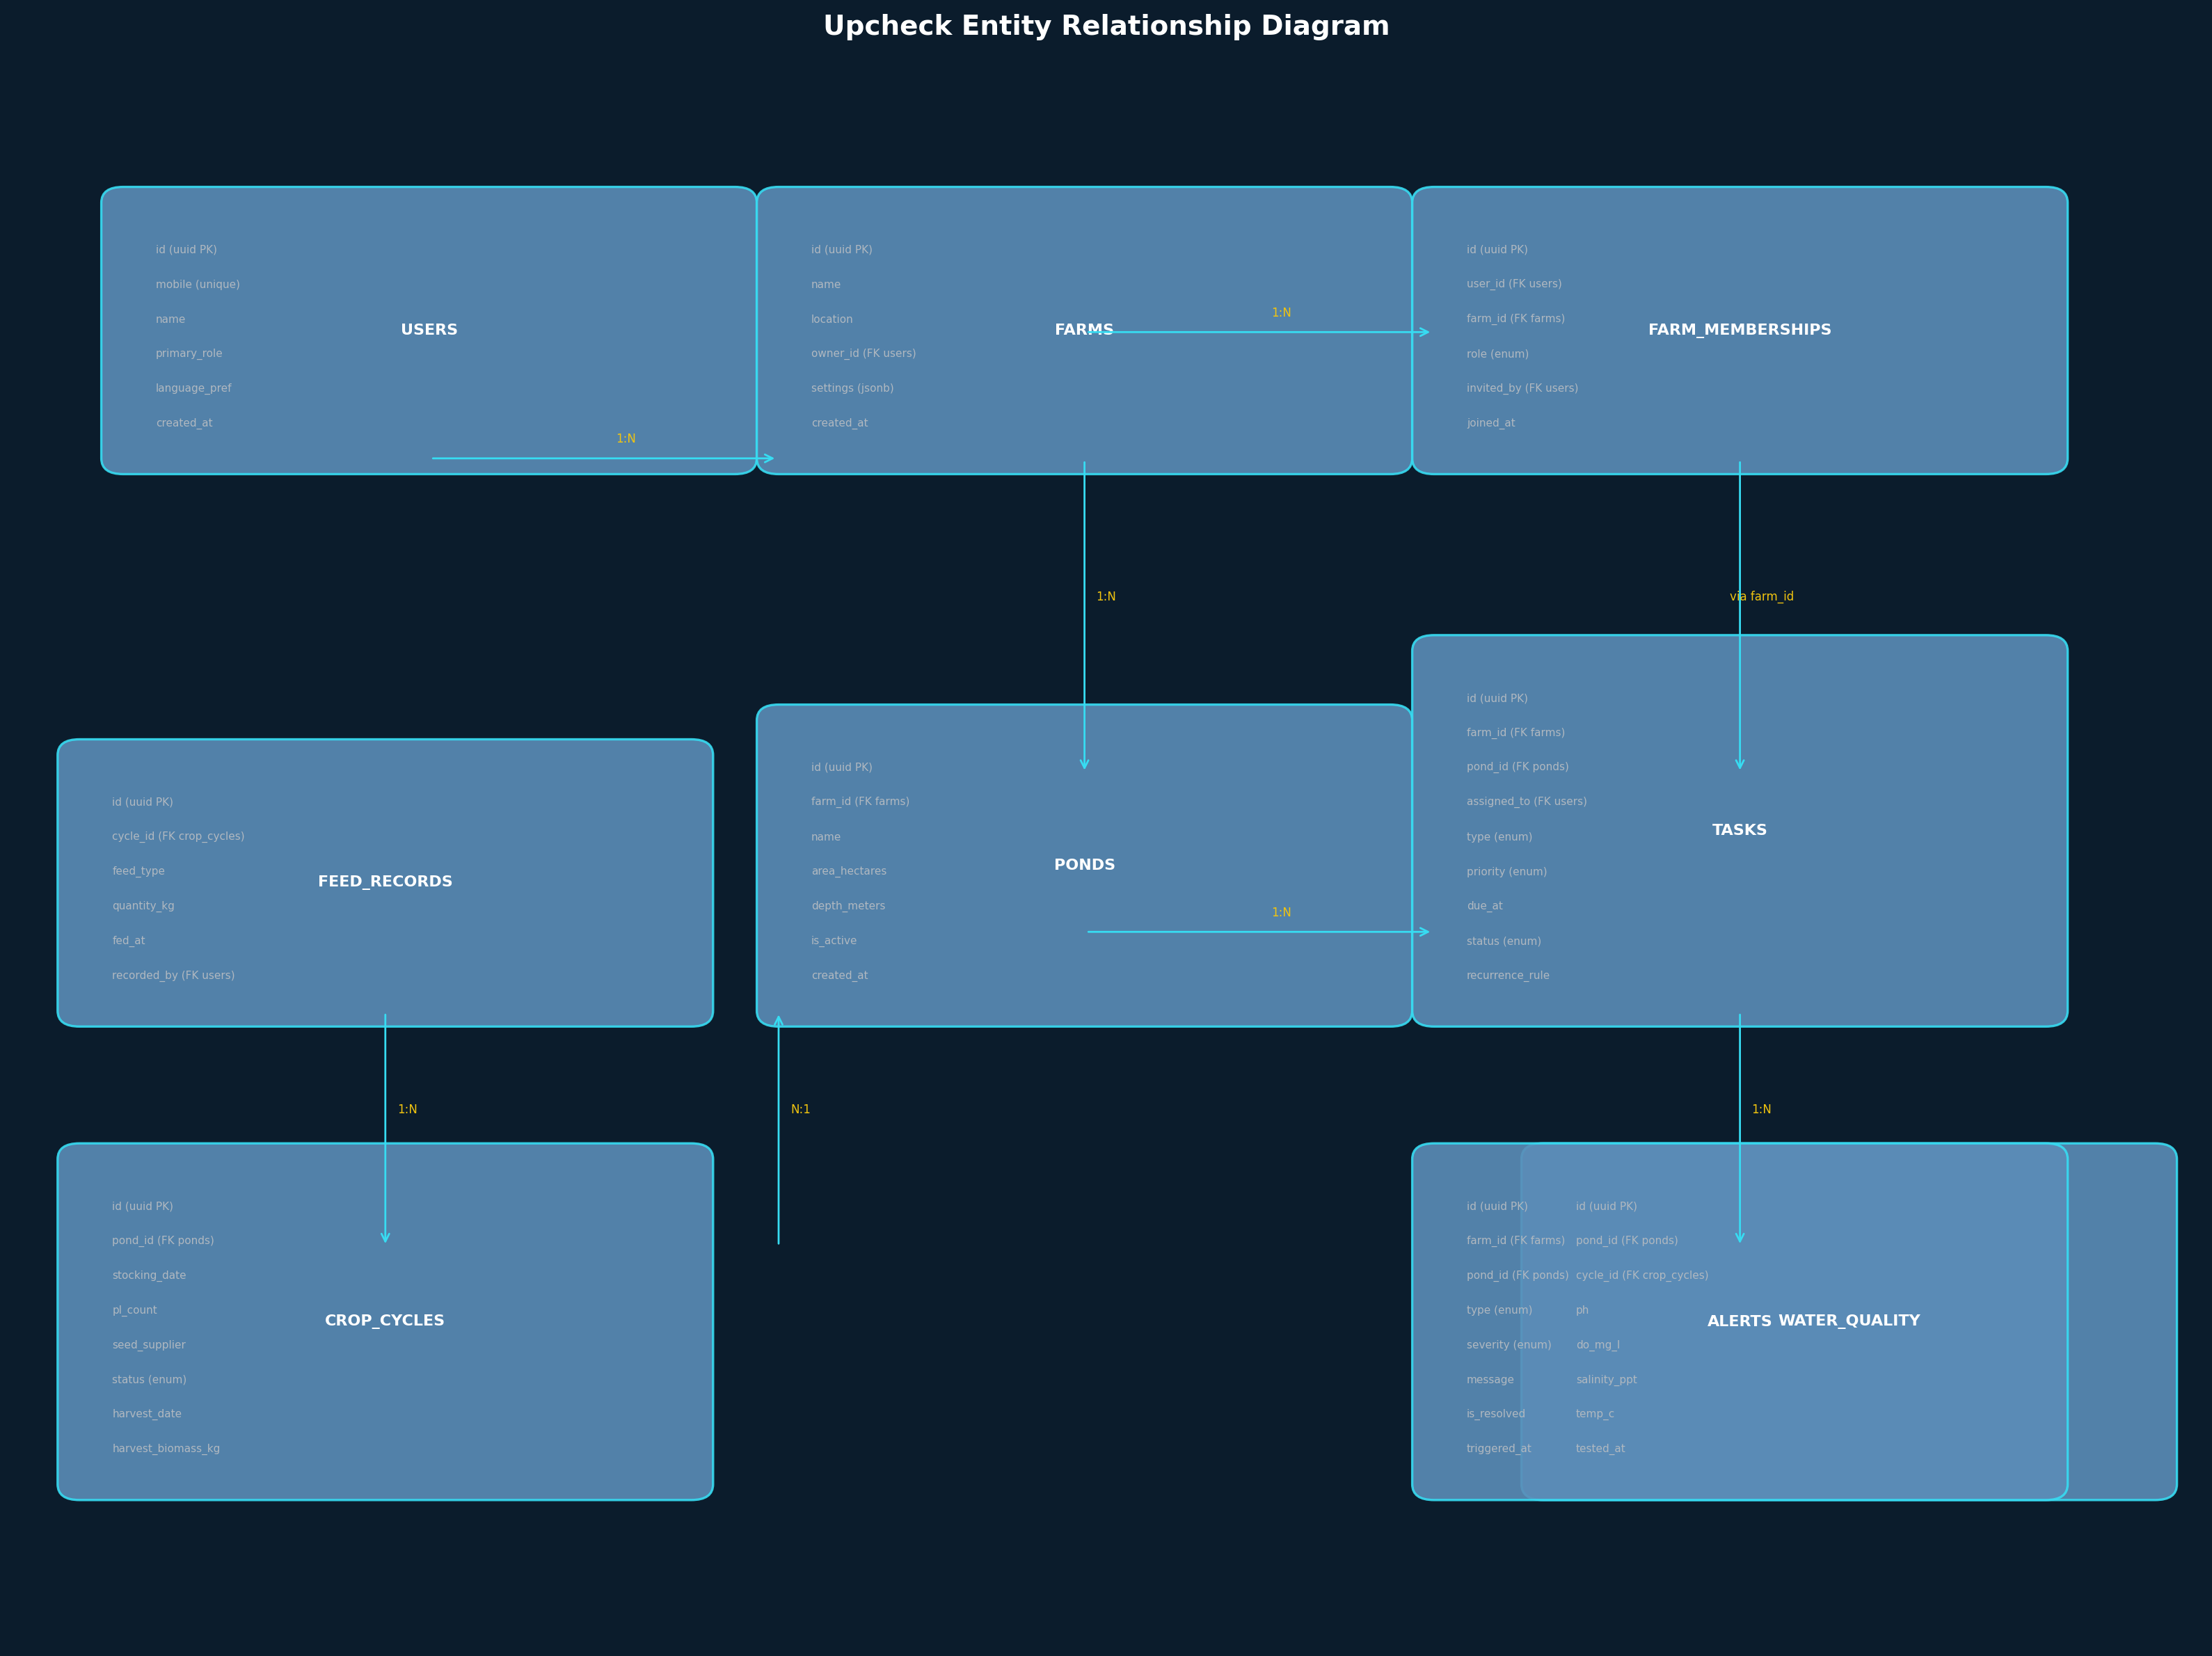 Upcheck Entity Relationship Diagram
id (uuid PK)
mobile (unique)
name
USERS
primary_role
language_pref
created_at
1:N
id (uuid PK)
name
location
FARMS
owner_id (FK users)
settings (jsonb)
created_at
1:N
id (uuid PK)
user_id (FK users)
farm_id (FK farms)
FARM_MEMBERSHIPS
role (enum)
invited_by (FK users)
joined_at
1:N
via farm_id
id (uuid PK)
cycle_id (FK crop_cycles)
feed_type
FEED_RECORDS
quantity_kg
fed_at
recorded_by (FK users)
id (uuid PK)
farm_id (FK farms)
name
PONDS
area_hectares
depth_meters
is_active
created_at
1:N
id (uuid PK)
farm_id (FK farms)
pond_id (FK ponds)
assigned_to (FK users)
TASKS
type (enum)
priority (enum)
due_at
status (enum)
recurrence_rule
1:N
N:1
1:N
id (uuid PK)
pond_id (FK ponds)
stocking_date
pl_count
CROP_CYCLES
seed_supplier
status (enum)
harvest_date
harvest_biomass_kg
id (uuid PK)
farm_id (FK farms)
pond_id (FK ponds)
type (enum)
ALERTS
severity (enum)
message
is_resolved
triggered_at
id (uuid PK)
pond_id (FK ponds)
cycle_id (FK crop_cycles)
ph
WATER_QUALITY
do_mg_l
salinity_ppt
temp_c
tested_at